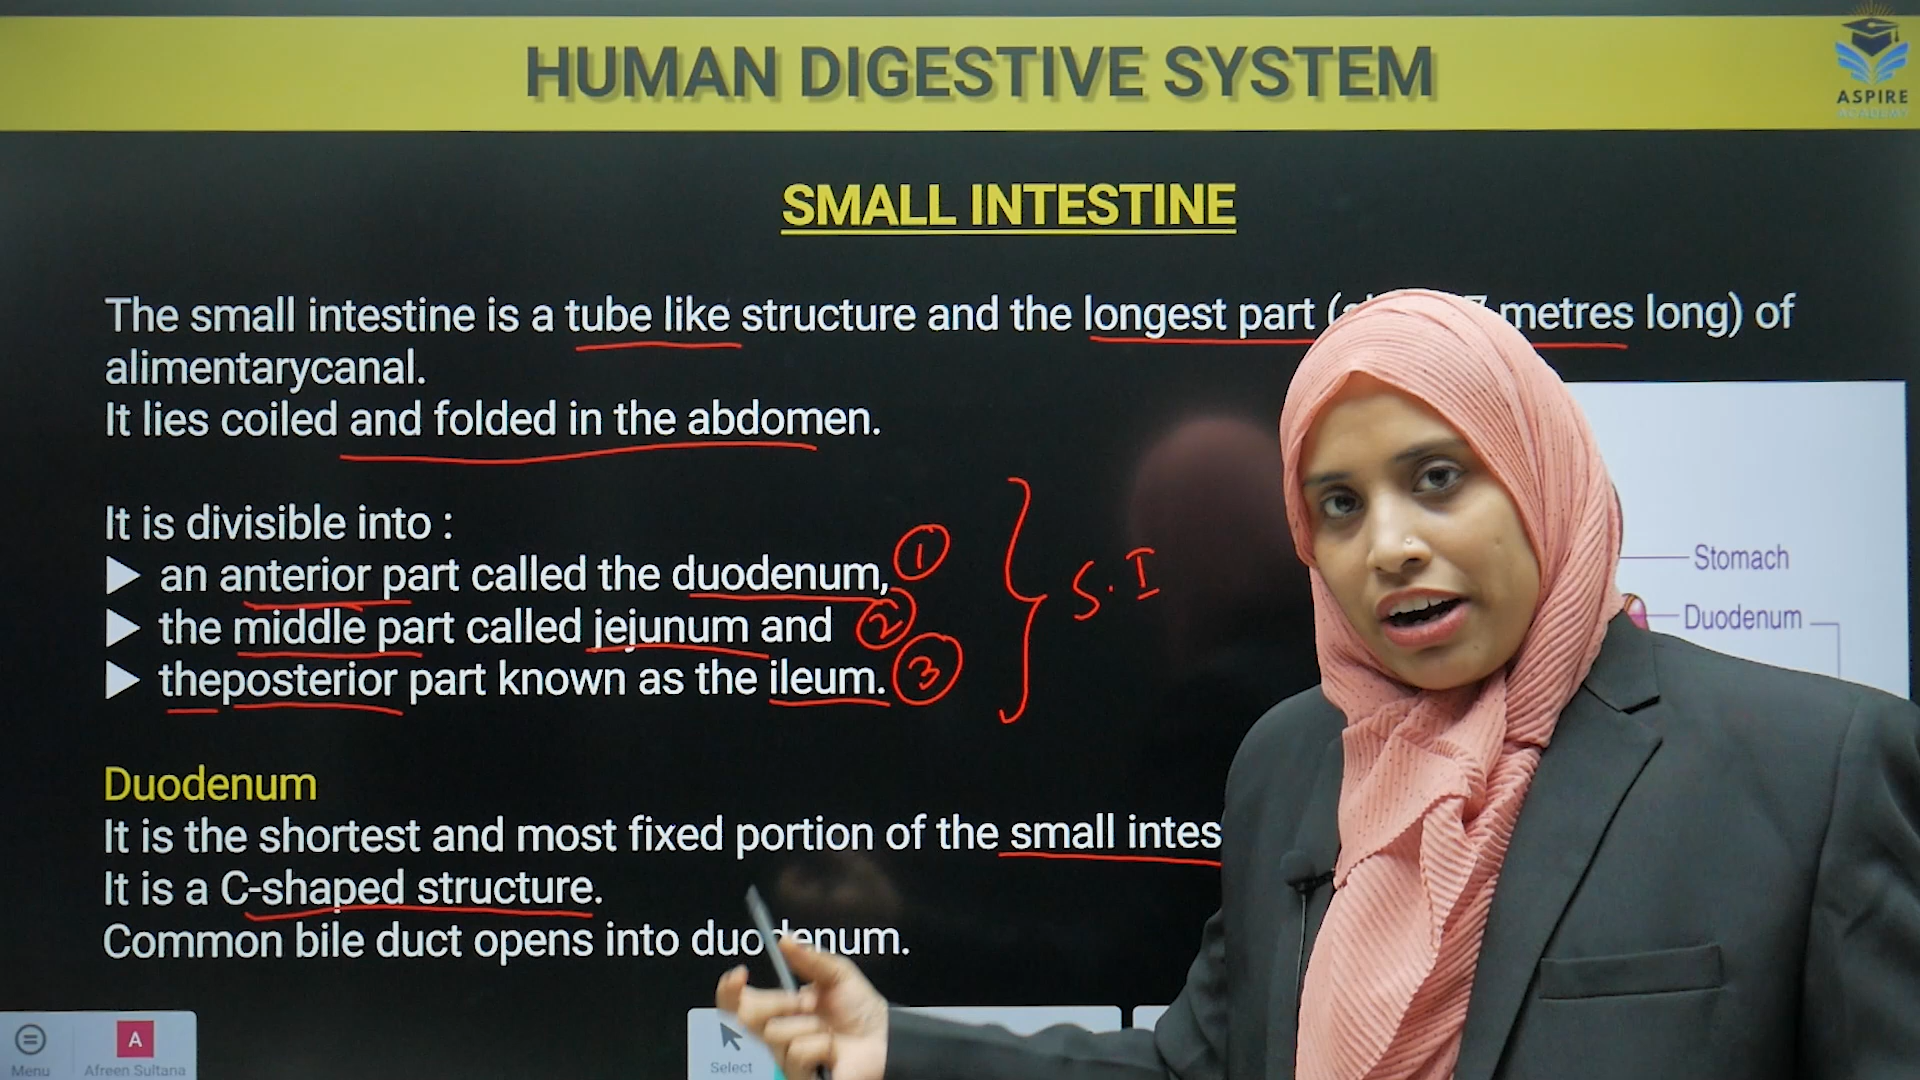 HUMAN DIGESTIVE SYSTEM
ASPIRE
ACADEMY
SMALL INTESTINE
The small intestine is a tube like structure and the longest part ( 7 metres long) of
alimentarycanal.
It lies coiled and folded in the abdomen.
It is divisible into :
▶ an anterior part called the duodenum, 1
▶ the middle part called jejunum and 2
▶ theposterior part known as the ileum. 3
S.I
Stomach
Duodenum
Duodenum
It is the shortest and most fixed portion of the small intes
It is a C-shaped structure.
Common bile duct opens into duodenum.
Menu
A
Afreen Sultana
Select